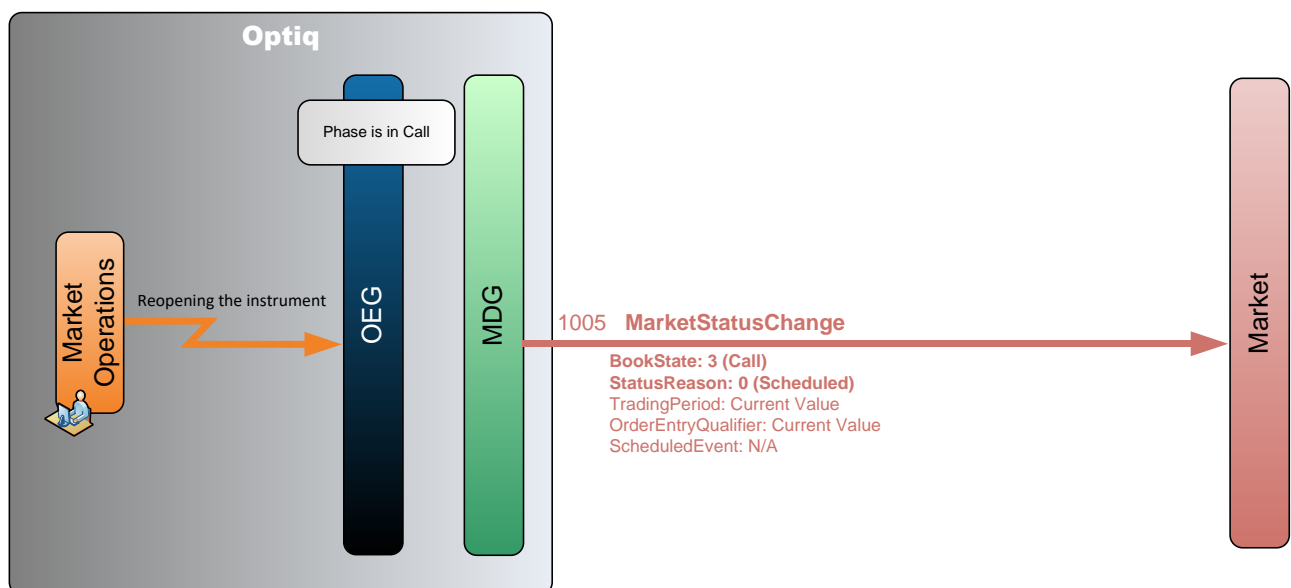 Optiq
Phase is in Call
Market
Operations
Reopening the instrument
OEG
MDG
1005 MarketStatusChange
BookState: 3 (Call)
StatusReason: 0 (Scheduled)
TradingPeriod: Current Value
OrderEntryQualifier: Current Value
ScheduledEvent: N/A
Market